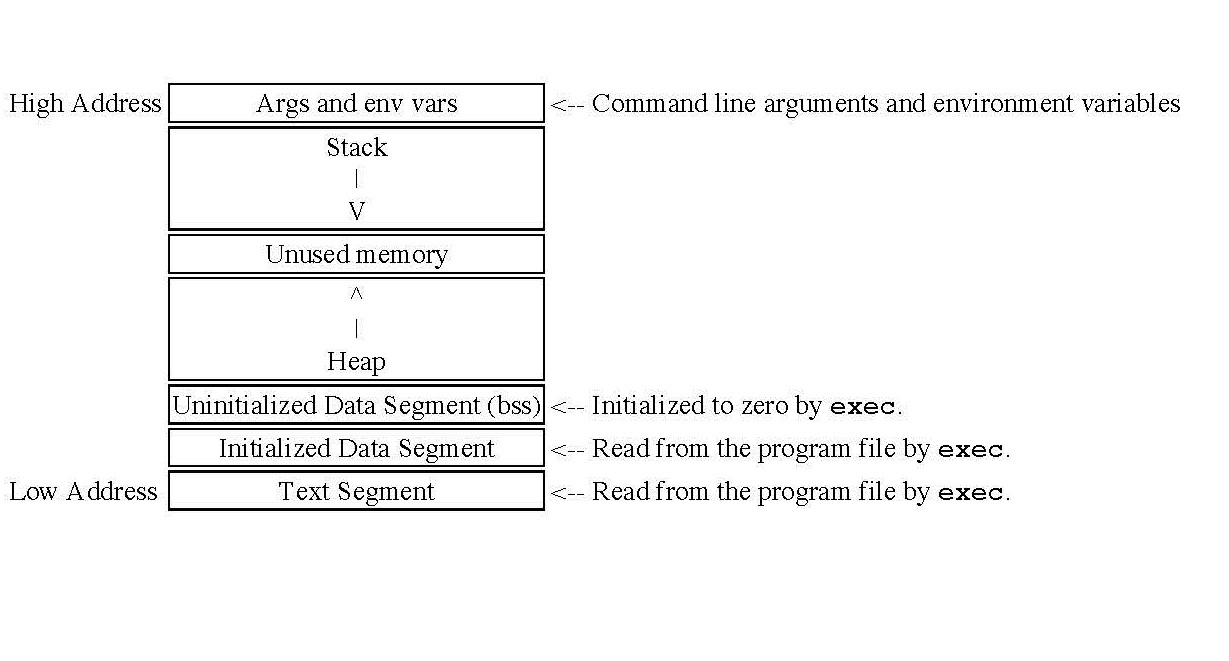 High Address Args and env vars <-- Command line arguments and environment variables
Stack
|
V
Unused memory
^
|
Heap
Uninitialized Data Segment (bss) <-- Initialized to zero by exec.
Initialized Data Segment <-- Read from the program file by exec.
Low Address Text Segment <-- Read from the program file by exec.